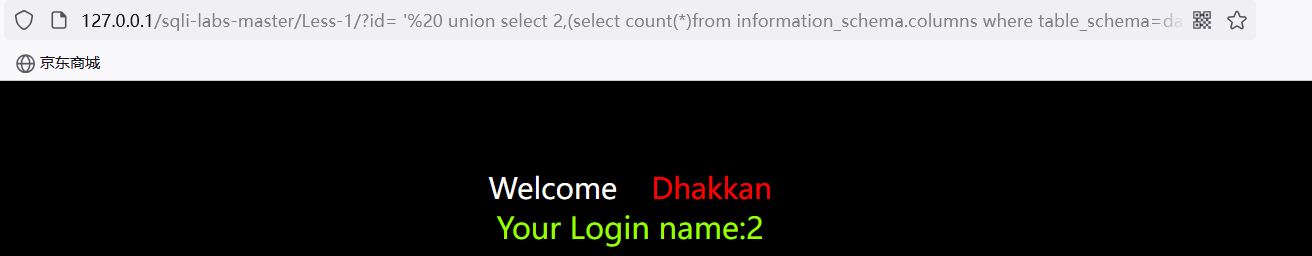 127.0.0.1/sqli-labs-master/Less-1/?id= '%20 union select 2,(select count(*)from information_schema.columns where table_schema=da
京东商城
Welcome Dhakkan
Your Login name:2